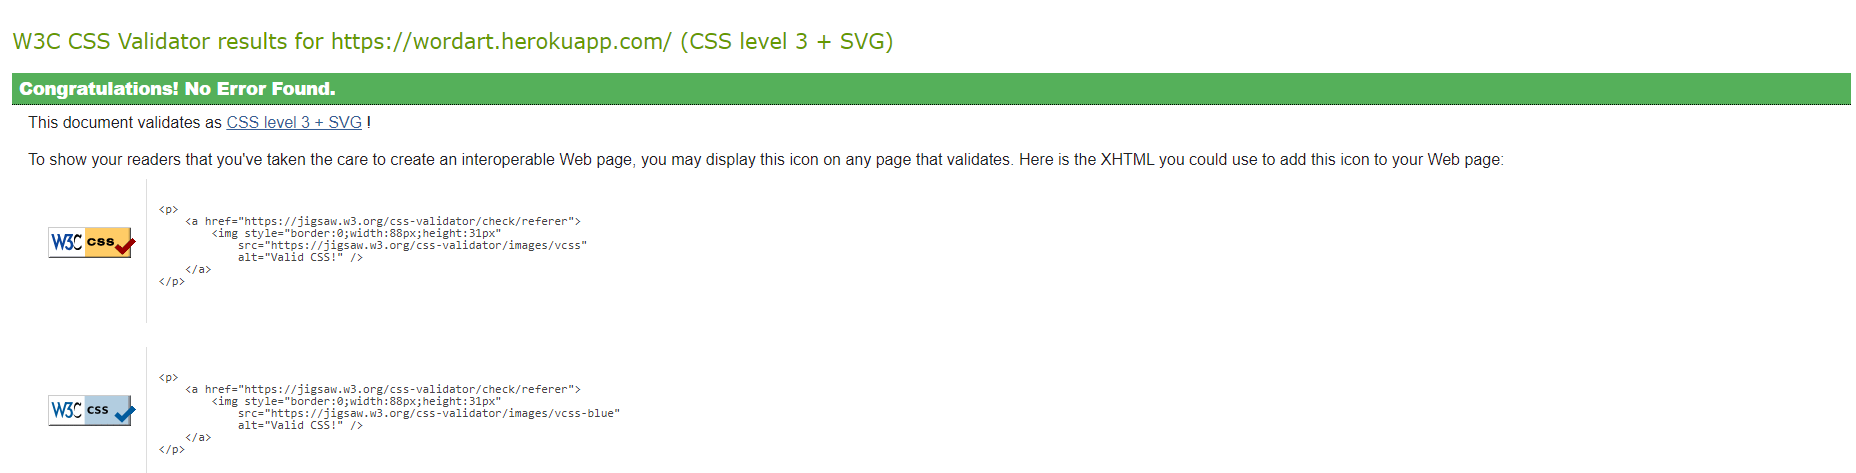 W3C CSS Validator results for https://wordart.herokuapp.com/ (CSS level 3 + SVG)
Congratulations! No Error Found.
This document validates as CSS level 3 + SVG !
To show your readers that you've taken the care to create an interoperable Web page, you may display this icon on any page that validates. Here is the XHTML you could use to add this icon to your Web page:
W3C css
<p>
<a href="https://jigsaw.w3.org/css-validator/check/referer">
<img style="border:0;width:88px;height:31px"
src="https://jigsaw.w3.org/css-validator/images/vcss"
alt="Valid CSS!" />
</a>
</p>
W3C css
<p>
<a href="https://jigsaw.w3.org/css-validator/check/referer">
<img style="border:0;width:88px;height:31px"
src="https://jigsaw.w3.org/css-validator/images/vcss-blue"
alt="Valid CSS!" />
</a>
</p>